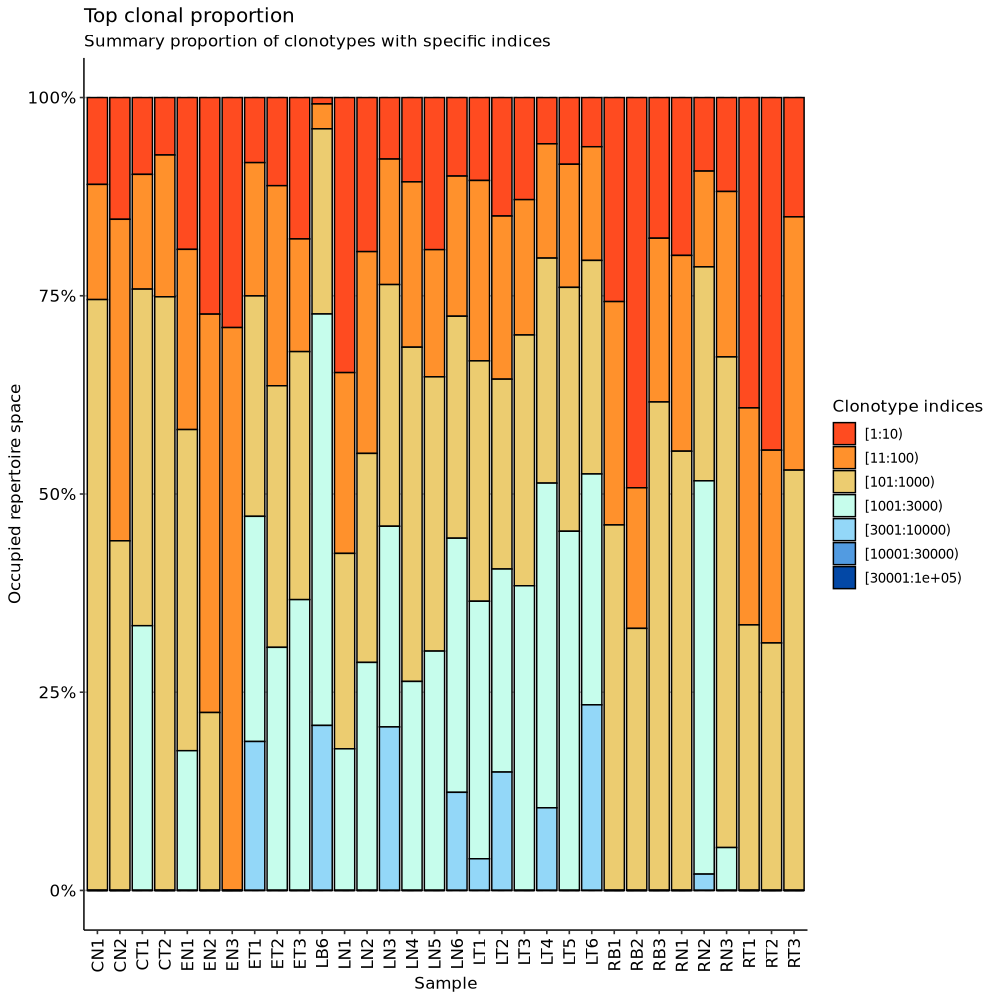 Top clonal proportion
Summary proportion of clonotypes with specific indices
Occupied repertoire space
100%
75%
50%
25%
0%
CN1 CN2 CT1 CT2 EN1 EN2 EN3 ET1 ET2 ET3 LB6 LN1 LN2 LN3 LN4 LN5 LN6 LT1 LT2 LT3 LT4 LT5 LT6 RB1 RB2 RB3 RN1 RN2 RN3 RT1 RT2 RT3
Sample
Clonotype indices
[1:10)
[11:100)
[101:1000)
[1001:3000)
[3001:10000)
[10001:30000)
[30001:1e+05)